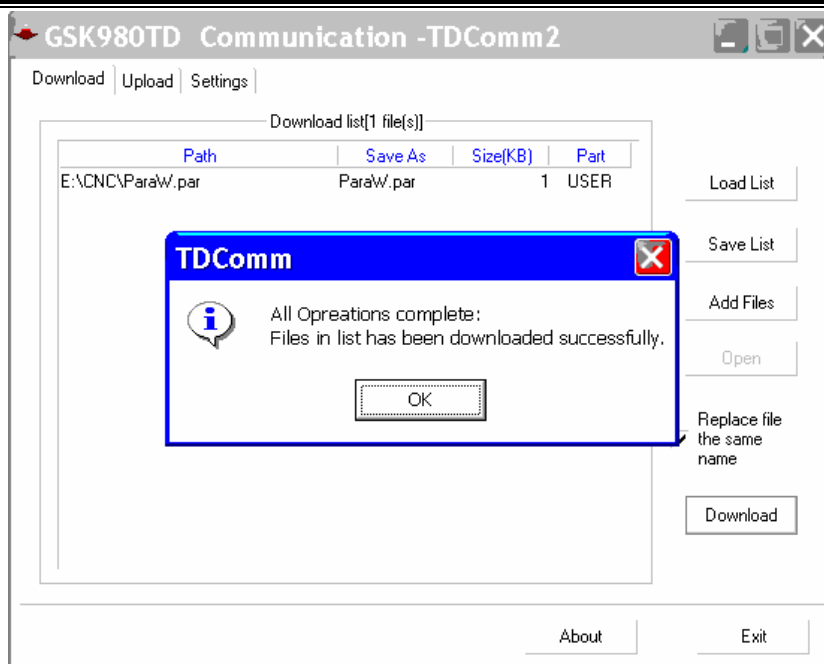 GSK980TD Communication -TDComm2
Download Upload Settings
Download list[1 file(s)]
Path Save As Size(KB) Part
E:\CNC\ParaW.par ParaW.par 1 USER
Load List
Save List
Add Files
Open
Replace file
the same
name
Download
TDComm
All Opreations complete:
Files in list has been downloaded successfully.
OK
About Exit